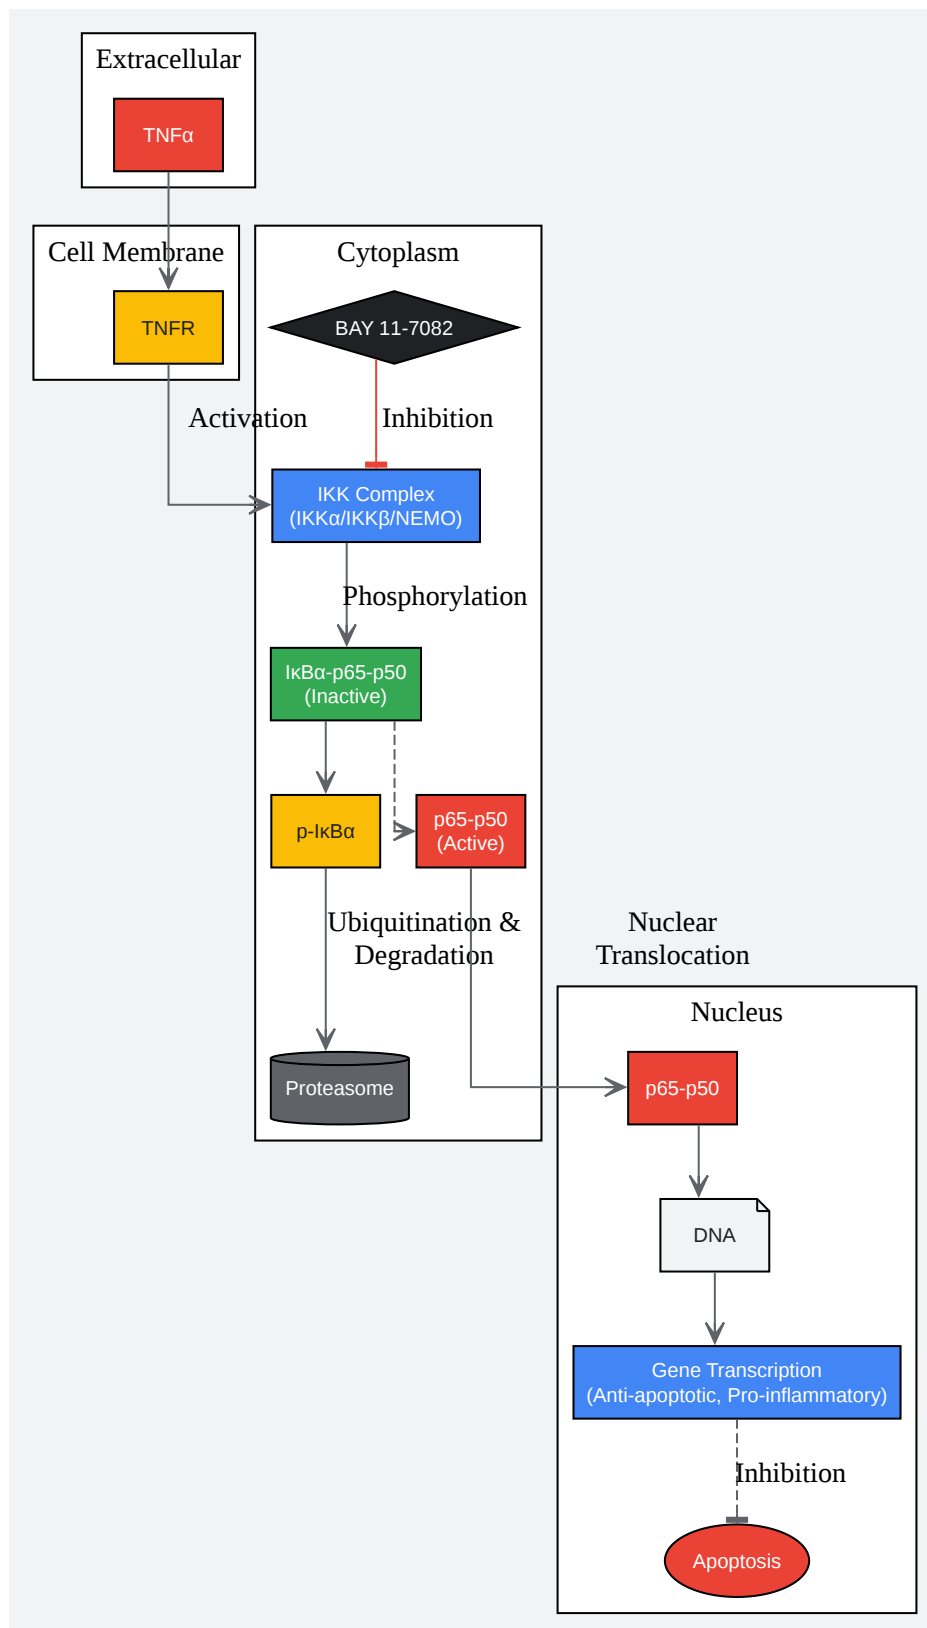 Extracellular
TNFα
Cell Membrane
TNFR
Activation
Cytoplasm
BAY 11-7082
Inhibition
IKK Complex
(IKKα/IKKβ/NEMO)
Phosphorylation
IκBα-p65-p50
(Inactive)
p-IκBα
p65-p50
(Active)
Ubiquitination &
Degradation
Proteasome
Nuclear
Translocation
Nucleus
p65-p50
DNA
Gene Transcription
(Anti-apoptotic, Pro-inflammatory)
Inhibition
Apoptosis